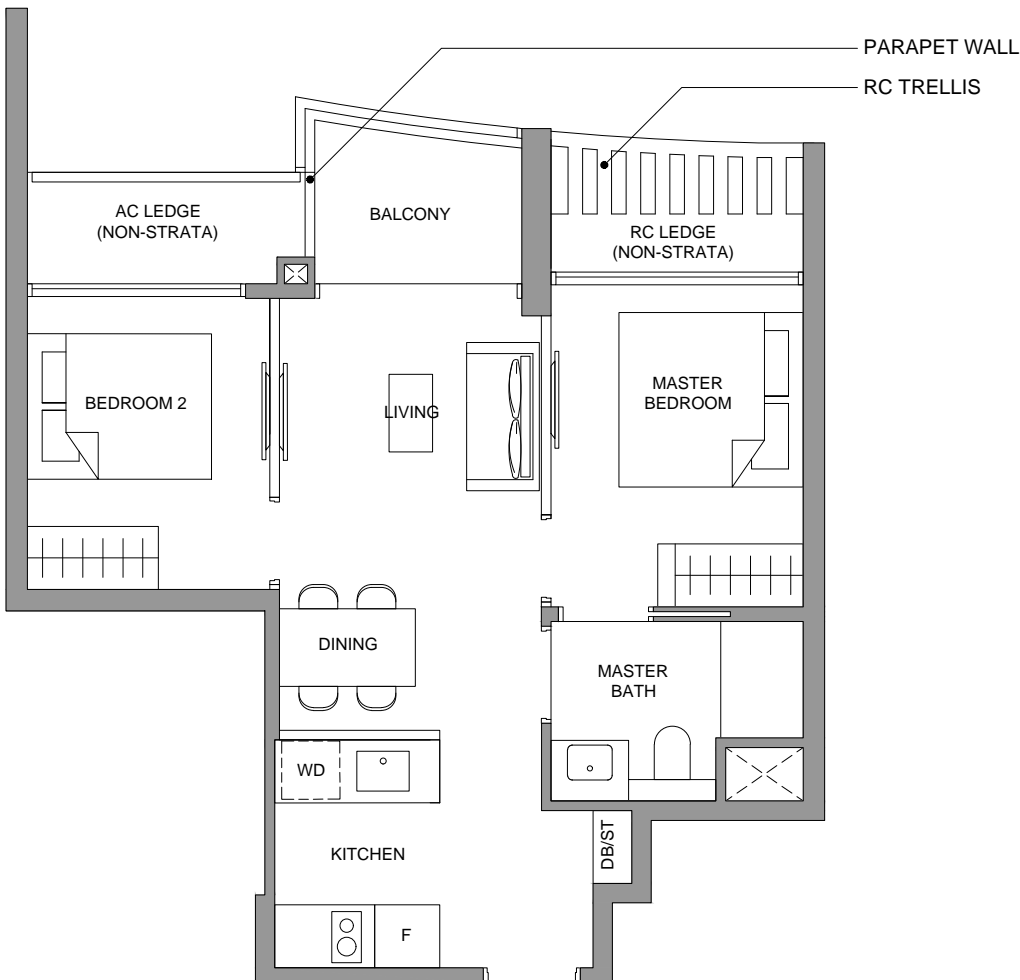 PARAPET WALL
RC TRELLIS
AC LEDGE
(NON-STRATA)
BALCONY
RC LEDGE
(NON-STRATA)
BEDROOM 2
LIVING
MASTER
BEDROOM
DINING
MASTER
BATH
WD
KITCHEN
DB/ST
F